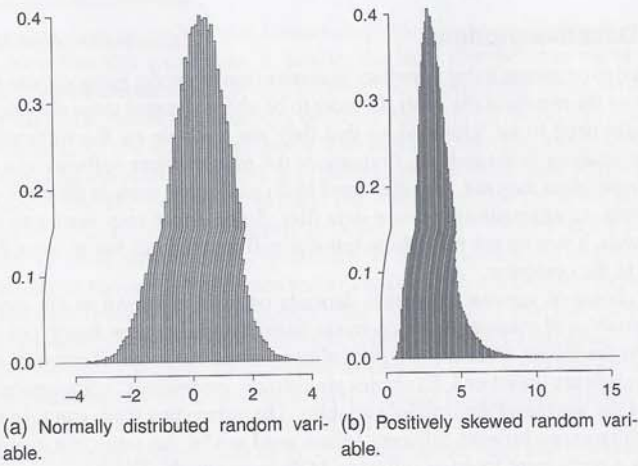 0.4
0.3
0.2
0.1
0.0
−4 −2 0 2 4
(a) Normally distributed random vari-
able.
0.4
0.3
0.2
0.1
0.0
0 5 10 15
(b) Positively skewed random vari-
able.